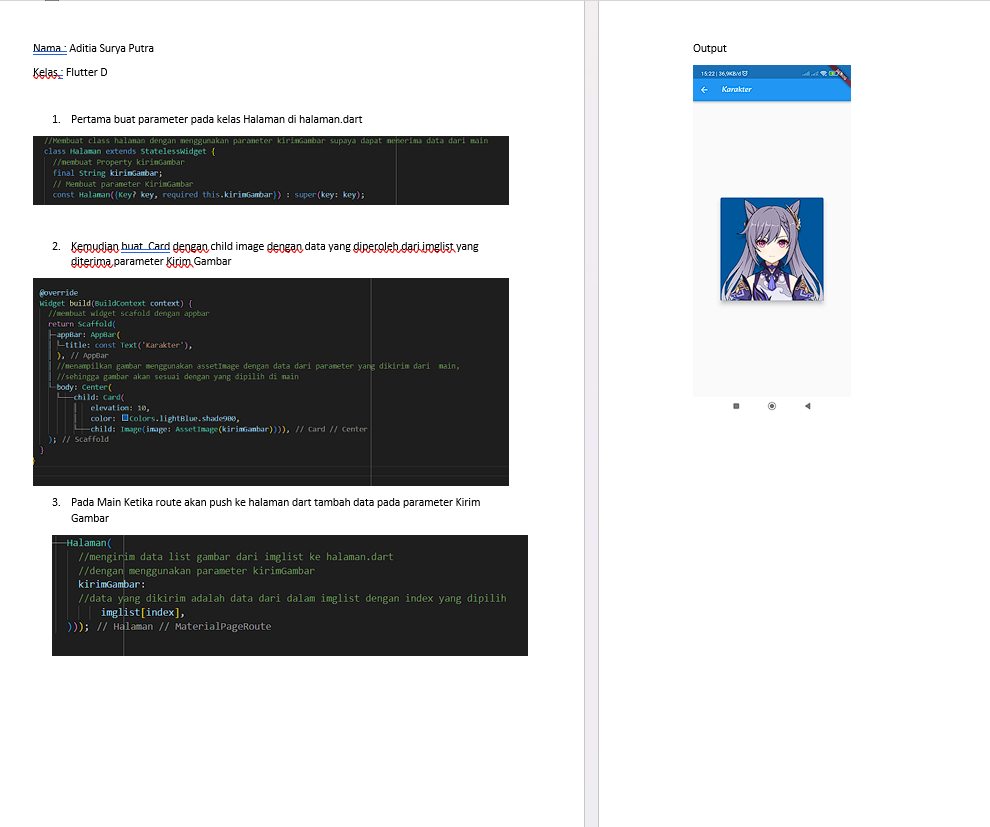 Nama : Aditia Surya Putra
Kelas : Flutter D
1. Pertama buat parameter pada kelas Halaman di halaman.dart
//Membuat class halaman dengan menggunakan parameter kirimGambar supaya dapat menerima data dari main
class Halaman extends StatelessWidget {
//membuat Property kirimGambar
final String kirimGambar;
// Membuat parameter KirimGambar
const Halaman({Key? key, required this.kirimGambar}) : super(key: key);
2. Kemudian buat Card dengan child image dengan data yang diperoleh dari imglist yang
diterima parameter Kirim Gambar
@override
Widget build(BuildContext context) {
//membuat widget scafold dengan appbar
return Scaffold(
appBar: AppBar(
title: const Text('Karakter'),
), // AppBar
//menampilkan gambar menggunakan assetImage dengan data dari parameter yang dikirim dari main,
//sehingga gambar akan sesuai dengan yang dipilih di main
body: Center(
child: Card(
elevation: 10,
color: Colors.lightBlue.shade900,
child: Image(image: AssetImage(kirimGambar)))), // Card // Center
); // Scaffold
}
}
3. Pada Main Ketika route akan push ke halaman dart tambah data pada parameter Kirim
Gambar
Halaman(
//mengirim data list gambar dari imglist ke halaman.dart
//dengan menggunakan parameter kirimGambar
kirimGambar:
//data yang dikirim adalah data dari dalam imglist dengan index yang dipilih
imglist[index],
))); // Halaman // MaterialPageRoute
Output
15:22 | 36,9KB/d
Karakter